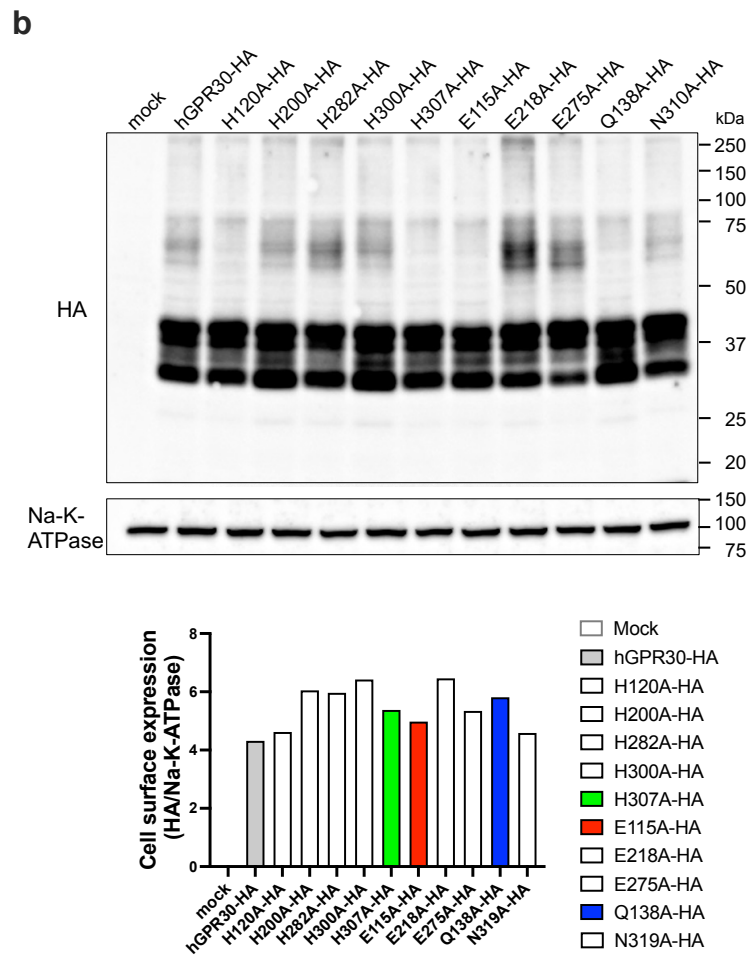 b
mock
hGPR30-HA
H120A-HA
H200A-HA
H282A-HA
H300A-HA
H307A-HA
E115A-HA
E218A-HA
E275A-HA
Q138A-HA
N310A-HA
kDa
250
150
100
75
50
37
25
20
HA
Na-K-
ATPase
150
100
75
Cell surface expression
(HA/Na-K-ATPase)
8
6
4
2
0
mock
hGPR30-HA
H120A-HA
H200A-HA
H282A-HA
H300A-HA
H307A-HA
E115A-HA
E218A-HA
E275A-HA
Q138A-HA
N319A-HA
Mock
hGPR30-HA
H120A-HA
H200A-HA
H282A-HA
H300A-HA
H307A-HA
E115A-HA
E218A-HA
E275A-HA
Q138A-HA
N319A-HA